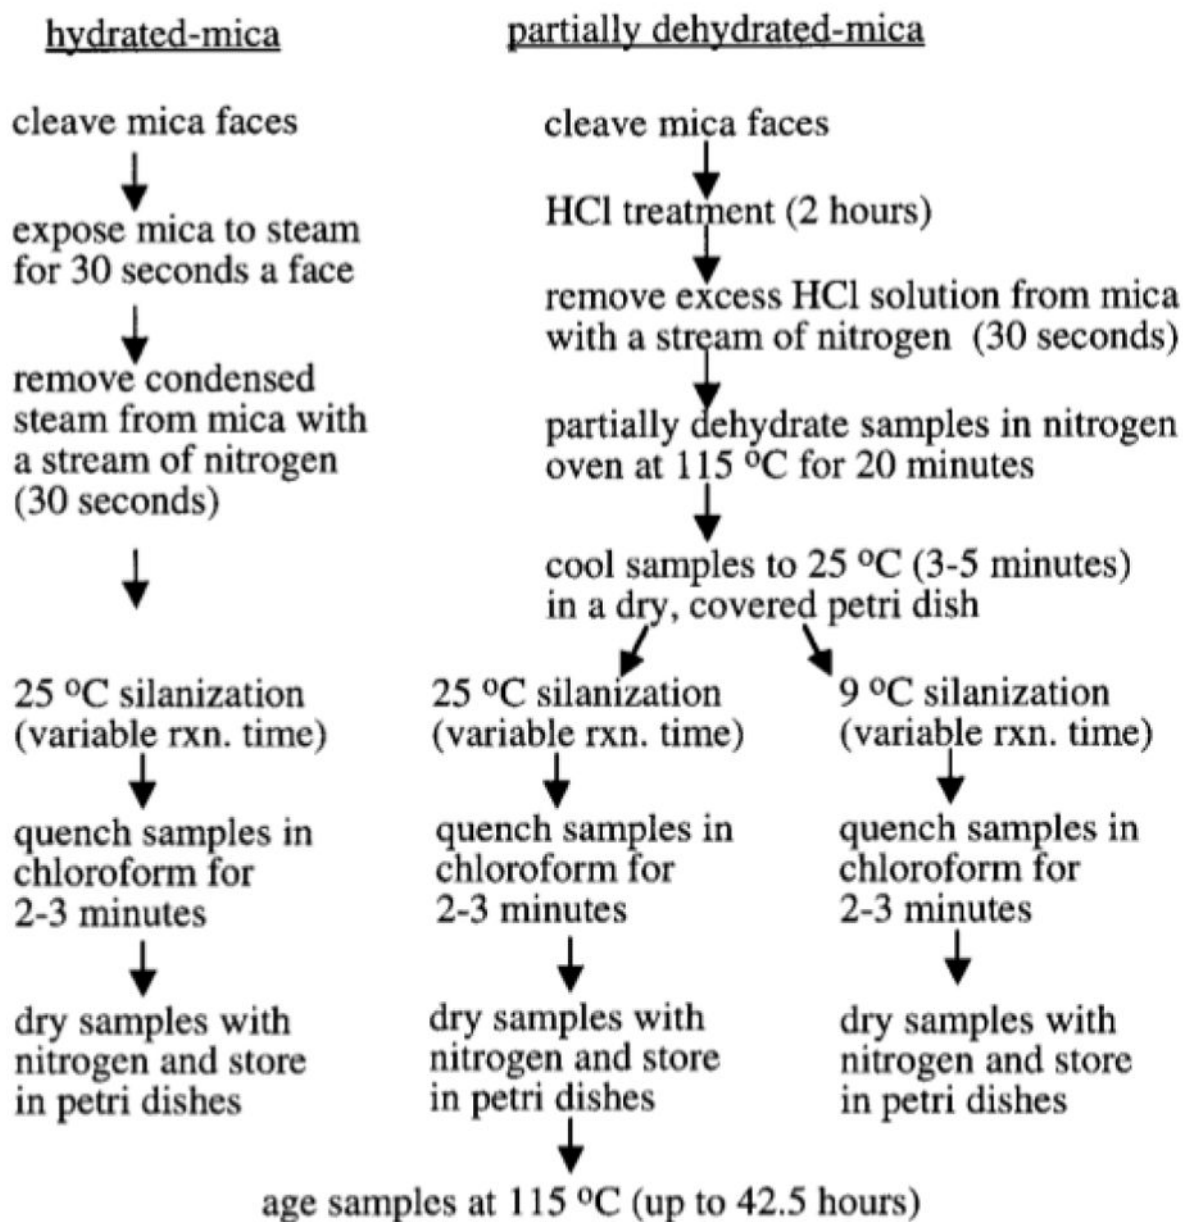 hydrated-mica
cleave mica faces
expose mica to steam
for 30 seconds a face
remove condensed
steam from mica with
a stream of nitrogen
(30 seconds)
25 ºC silanization
(variable rxn. time)
quench samples in
chloroform for
2-3 minutes
dry samples with
nitrogen and store
in petri dishes
partially dehydrated-mica
cleave mica faces
HCl treatment (2 hours)
remove excess HCl solution from mica
with a stream of nitrogen (30 seconds)
partially dehydrate samples in nitrogen
oven at 115 ºC for 20 minutes
cool samples to 25 ºC (3-5 minutes)
in a dry, covered petri dish
25 ºC silanization
(variable rxn. time)
quench samples in
chloroform for
2-3 minutes
dry samples with
nitrogen and store
in petri dishes
9 ºC silanization
(variable rxn. time)
quench samples in
chloroform for
2-3 minutes
dry samples with
nitrogen and store
in petri dishes
age samples at 115 ºC (up to 42.5 hours)